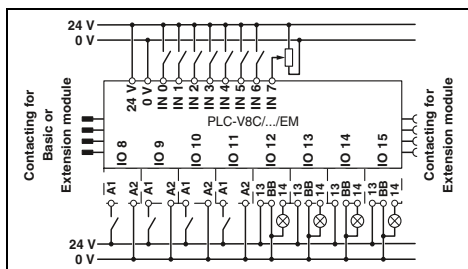 24 V
0 V
24 V
0 V
IN 0
IN 1
IN 2
IN 3
IN 4
IN 5
IN 6
IN 7
Contacting for
Basic or
Extension module
PLC-V8C/.../EM
Contacting for
Extension module
IO 8
IO 9
IO 10
IO 11
IO 12
IO 13
IO 14
IO 15
A1
A2
A1
A2
A1
A2
A1
A2
13
BB
14
13
BB
14
13
BB
14
13
BB
14
24 V
0 V